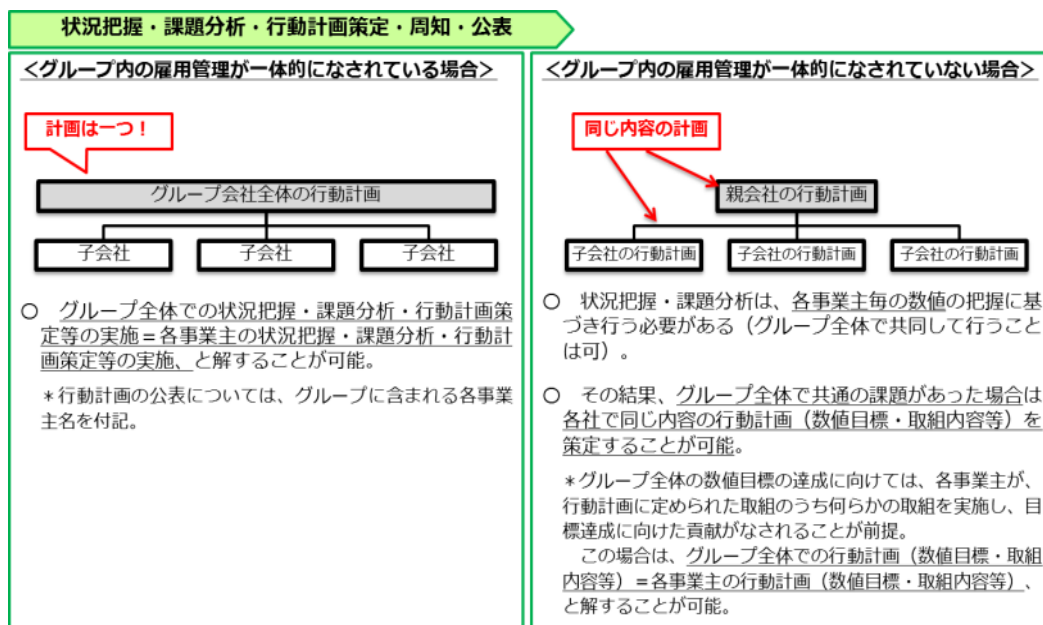 状況把握・課題分析・行動計画策定・周知・公表
＜グループ内の雇用管理が一体的になされている場合＞
計画は一つ！
グループ会社全体の行動計画
子会社
子会社
子会社
○　グループ全体での状況把握・課題分析・行動計画策
定等の実施＝各事業主の状況把握・課題分析・行動計
画策定等の実施、と解することが可能。
＊行動計画の公表については、グループに含まれる各事業
主名を付記。
＜グループ内の雇用管理が一体的になされていない場合＞
同じ内容の計画
親会社の行動計画
子会社の行動計画
子会社の行動計画
子会社の行動計画
○　状況把握・課題分析は、各事業主毎の数値の把握に基
づき行う必要がある（グループ全体で共同して行うこと
は可）。
○　その結果、グループ全体で共通の課題があった場合は
各社で同じ内容の行動計画（数値目標・取組内容等）を
策定することが可能。
＊グループ全体の数値目標の達成に向けては、各事業主が、
行動計画に定められた取組のうち何らかの取組を実施し、目
標達成に向けた貢献がなされることが前提。
この場合は、グループ全体での行動計画（数値目標・取組
内容等）＝各事業主の行動計画（数値目標・取組内容等）、
と解することが可能。